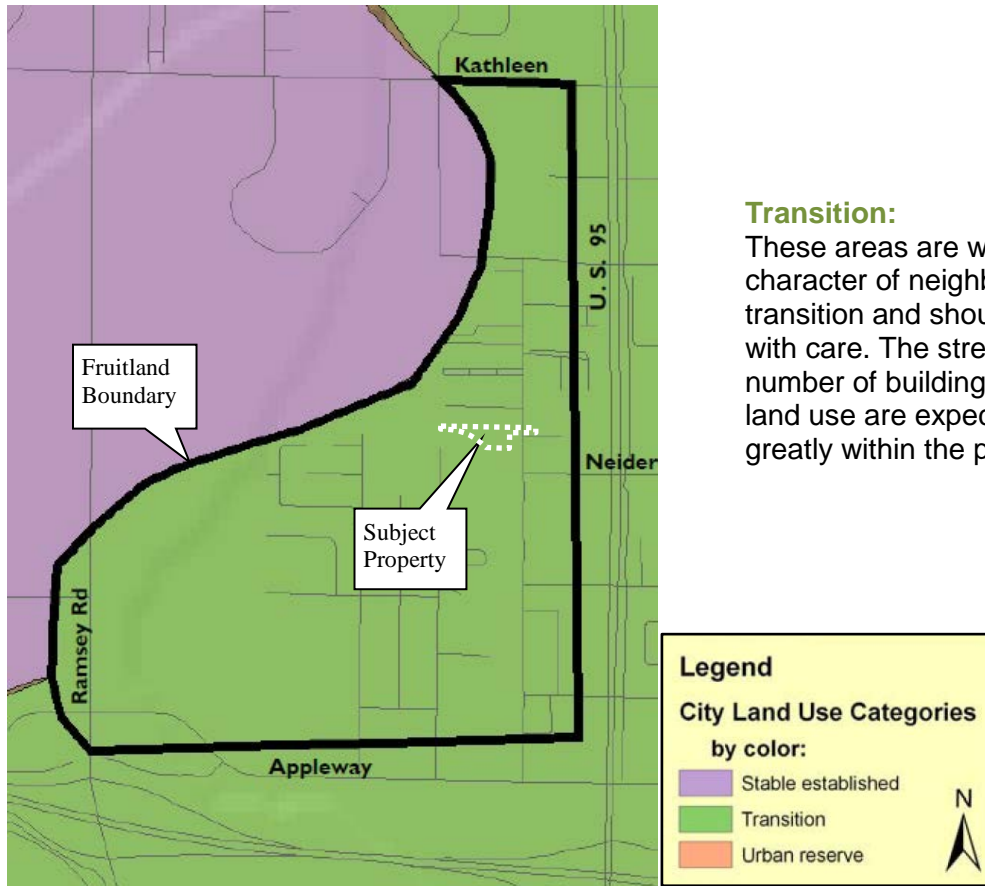 Kathleen
U. S. 95
Transition:
These areas are w
character of neighb
transition and shou
with care. The stre
number of building
land use are expec
greatly within the p
Fruitland
Boundary
Neider
Subject
Property
Ramsey Rd
Appleway
Legend
City Land Use Categories
by color:
Stable established
Transition
Urban reserve
N